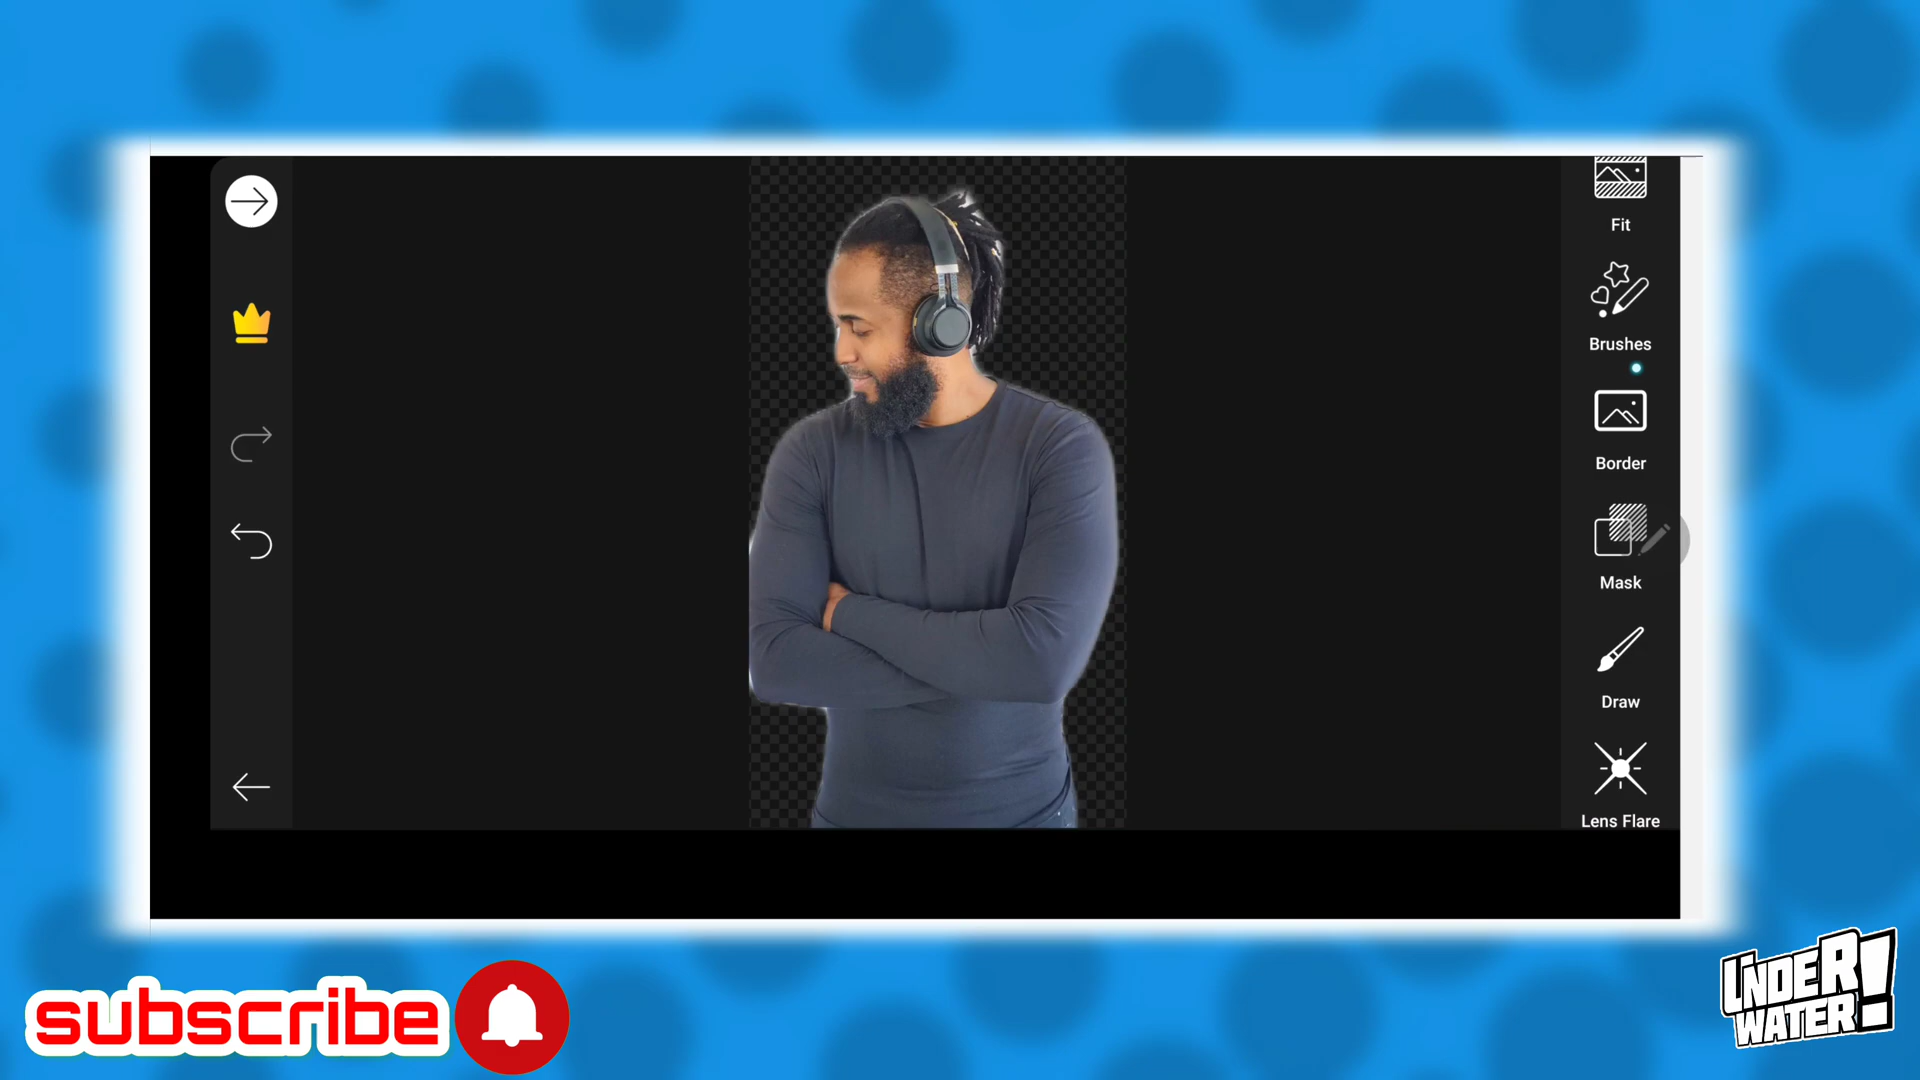 Fit
Brushes
Border
Mask
Draw
Lens Flare
subscribe
UNDER
WATER!